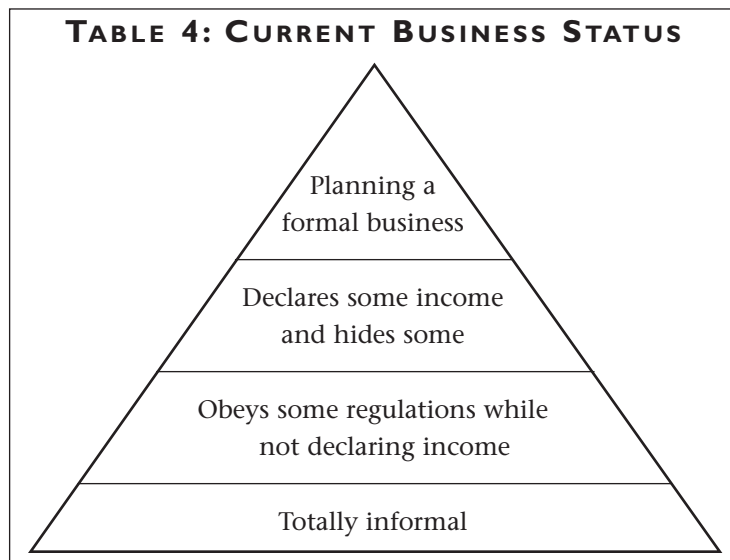 TABLE 4: CURRENT BUSINESS STATUS
Planning a
formal business
Declares some income
and hides some
Obeys some regulations while
not declaring income
Totally informal